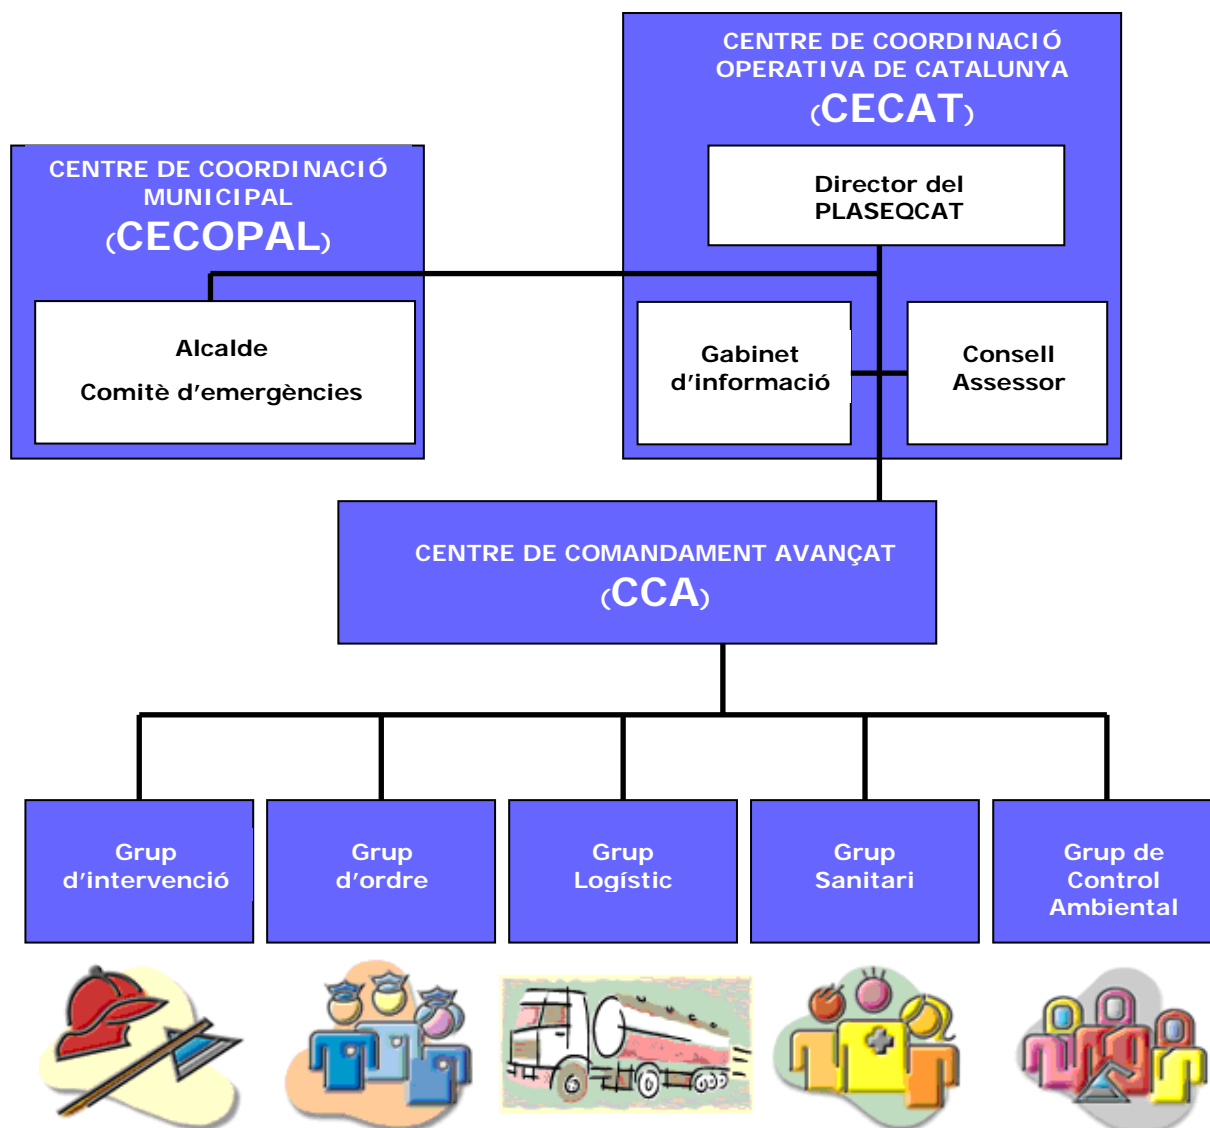 CENTRE DE COORDINACIÓ
OPERATIVA DE CATALUNYA
(CECAT)
Director del
PLASEQCAT
CENTRE DE COORDINACIÓ
MUNICIPAL
(CECOPAL)
Alcalde
Comitè d'emergències
Gabinet
d'informació
Consell
Assessor
CENTRE DE COMANDAMENT AVANÇAT
(CCA)
Grup
d'intervenció
Grup
d'ordre
Grup
Logístic
Grup
Sanitari
Grup de
Control
Ambiental